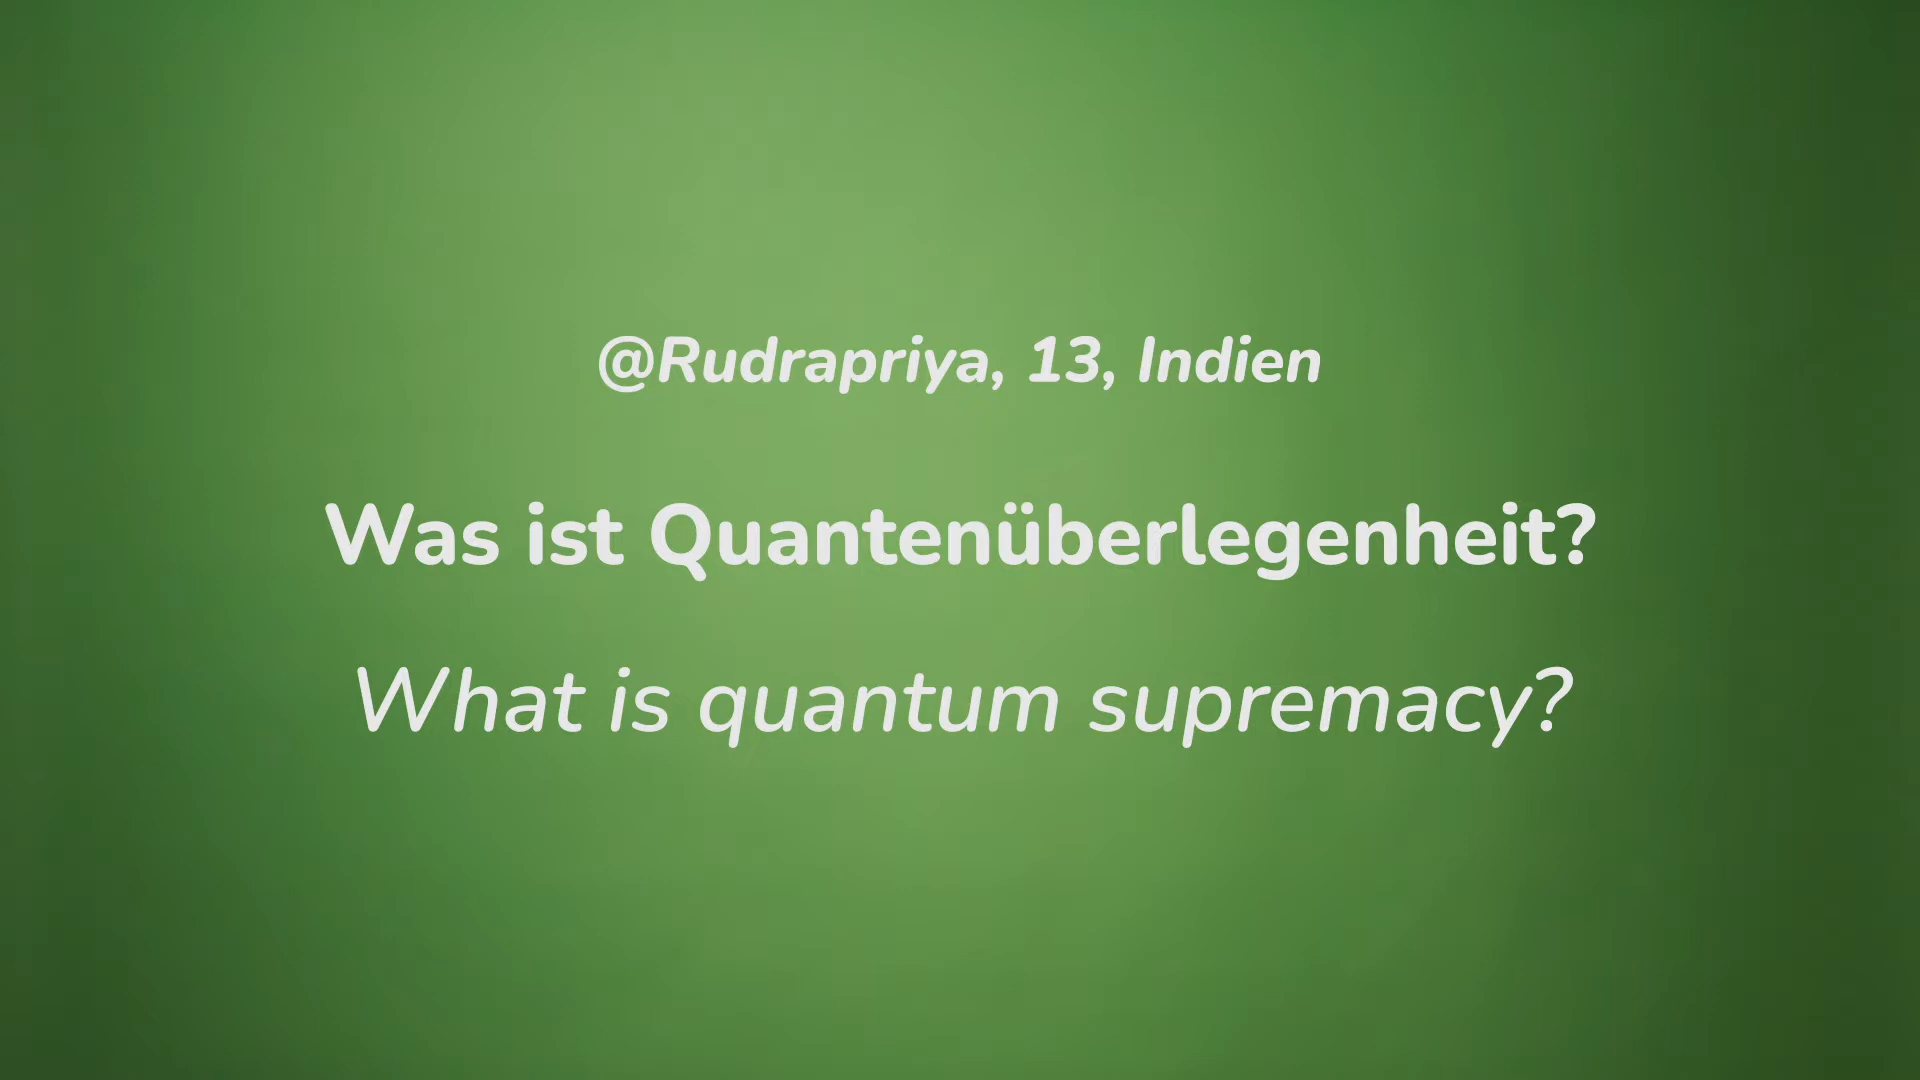 @Rudrapriya, 13, Indien
Was ist Quantenüberlegenheit?
What is quantum supremacy?